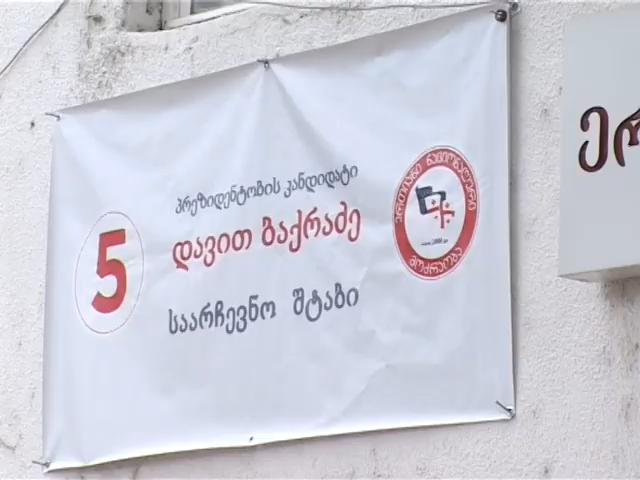 პრეზიდენტობის კანდიდატი
5
დავით ბაქრაძე
საარჩევნო შტაბი
ერთიანი ნაციონალური
მოძრაობა